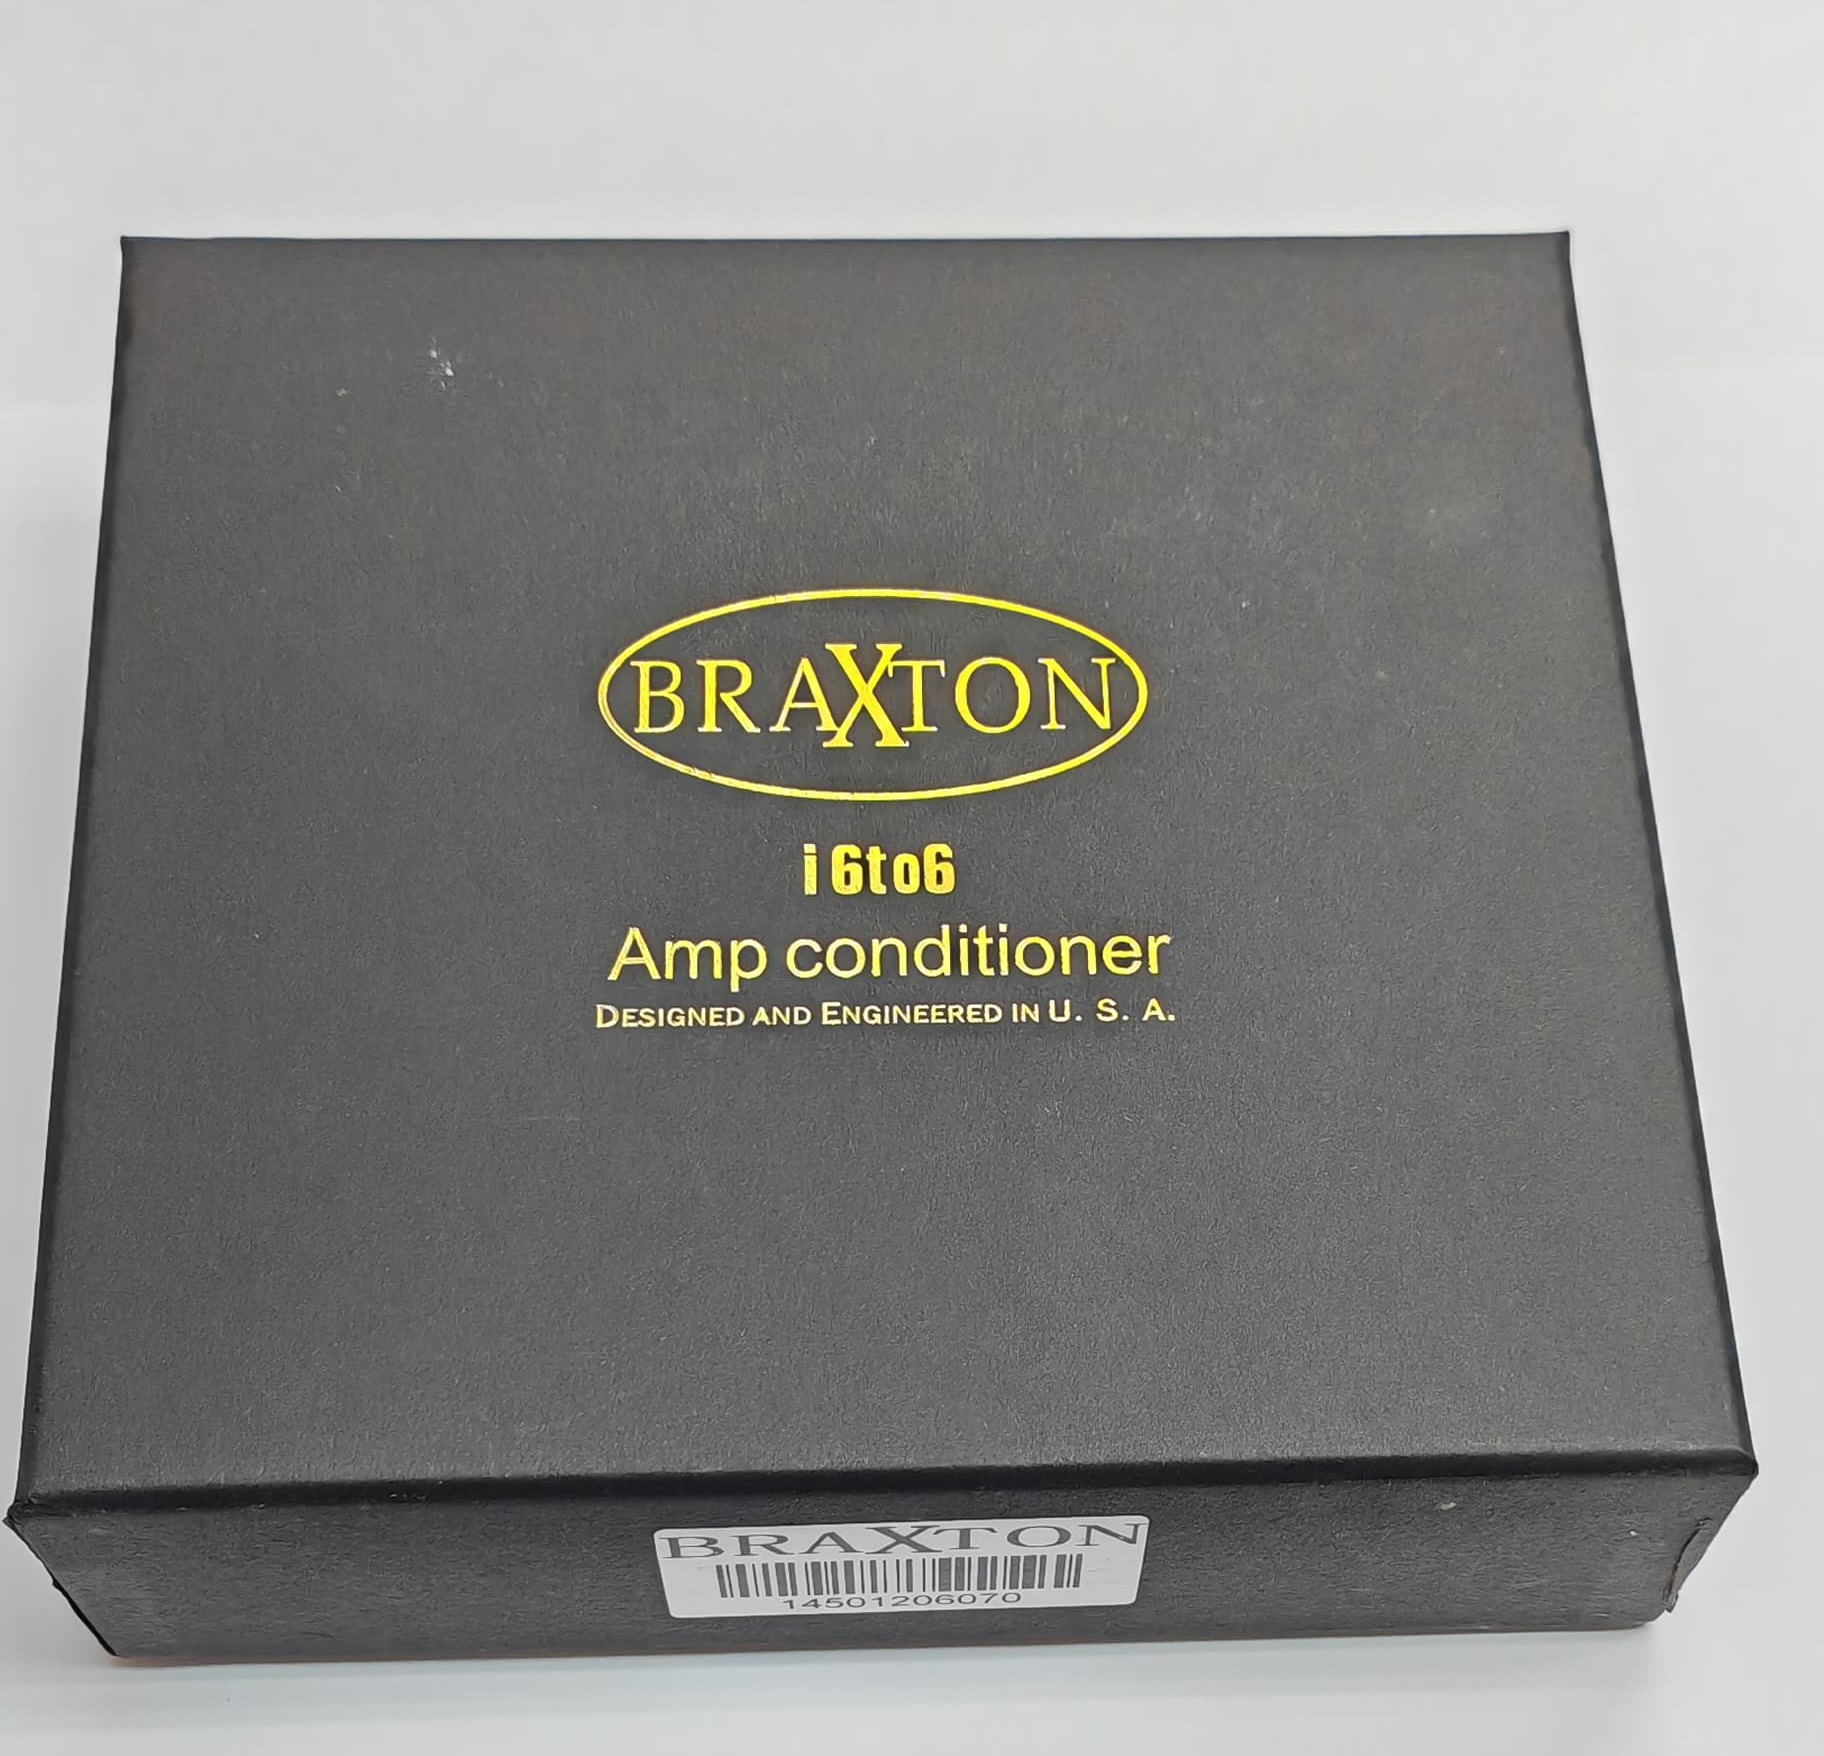 BRAXTON
i6to6
Amp conditioner
DESIGNED AND ENGINEERED IN U. S. A.
BRAXTON
14501206070